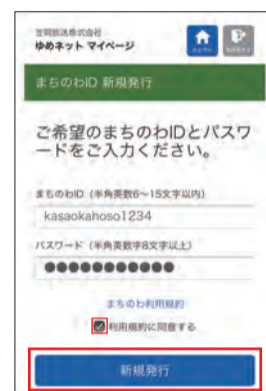 笠岡放送株式会社
ゆめネット マイページ
まちのわID 新規発行
ご希望のまちのわIDとパスワ
ードをご入力ください。
まちのわID（半角英数6〜15文字以内）
kasaokahoso1234
パスワード（半角英数字8文字以上）
●●●●●●●●●●●
まちのわ利用規約
利用規約に同意する
新規発行